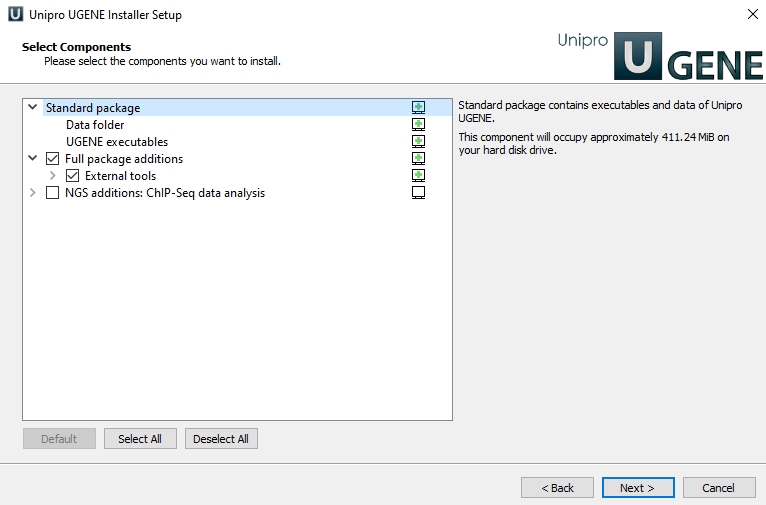 Unipro UGENE Installer Setup
Select Components
Please select the components you want to install.
Unipro
U GENE
Standard package
Data folder
UGENE executables
Full package additions
External tools
NGS additions: ChIP-Seq data analysis
Standard package contains executables and data of Unipro
UGENE.
This component will occupy approximately 411.24 MiB on
your hard disk drive.
Default
Select All
Deselect All
< Back
Next >
Cancel